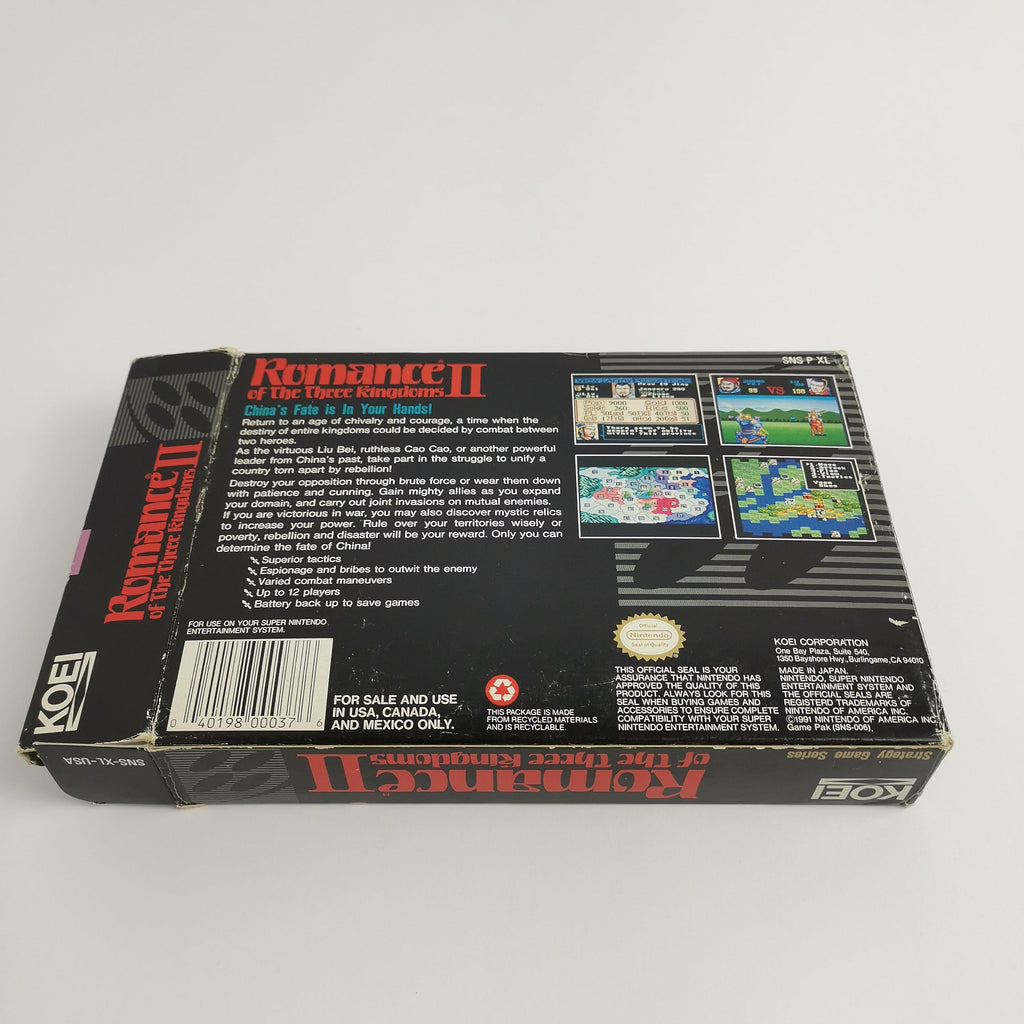 Romance II
of the Three Kingdoms
China's Fate is In Your Hands!
Return to an age of chivalry and courage, a time when the
destiny of entire kingdoms could be decided by combat between
two heroes.
As the virtuous Liu Bei, ruthless Cao Cao, or another powerful
leader from China's past, take part in the struggle to unify a
country torn apart by rebellion!
Destroy your opposition through brute force or wear them down
with patience and cunning. Gain mighty allies as you expand
your domain, and carry out joint invasions on mutual enemies.
If you are victorious in war, you may also discover mystic relics
to increase your power. Rule over your territories wisely or
poverty, rebellion and disaster will be your reward. Only you can
determine the fate of China!
Superior tactics
Espionage and bribes to outwit the enemy
Varied combat maneuvers
Up to 12 players
Battery back up to save games
FOR USE ON YOUR SUPER NINTENDO
ENTERTAINMENT SYSTEM.
0 40198 00037 6
FOR SALE AND USE
IN USA, CANADA,
AND MEXICO ONLY.
THIS PACKAGE IS MADE
FROM RECYCLED MATERIALS
AND IS RECYCLABLE.
SNS P XL
Pop 9000 Gold 1000
VS
Official
Nintendo
Seal of Quality
THIS OFFICIAL SEAL IS YOUR
ASSURANCE THAT NINTENDO HAS
APPROVED THE QUALITY OF THIS
PRODUCT. ALWAYS LOOK FOR THIS
SEAL WHEN BUYING GAMES AND
ACCESSORIES TO ENSURE COMPLETE
COMPATIBILITY WITH YOUR SUPER
NINTENDO ENTERTAINMENT SYSTEM.
KOEI CORPORATION
One Bay Plaza, Suite 540,
1350 Bayshore Hwy., Burlingame, CA 94010
MADE IN JAPAN.
NINTENDO, SUPER NINTENDO
ENTERTAINMENT SYSTEM AND
THE OFFICIAL SEALS ARE
REGISTERD TRADEMARKS OF
NINTENDO OF AMERICA INC.
©1991 NINTENDO OF AMERICA INC.
Game Pak (SNS-006).
Romance II
of the Three Kingdoms
KOEI
KOEI
Strategy Game Series
Romance II
of the Three Kingdoms
SNS-XL-USA